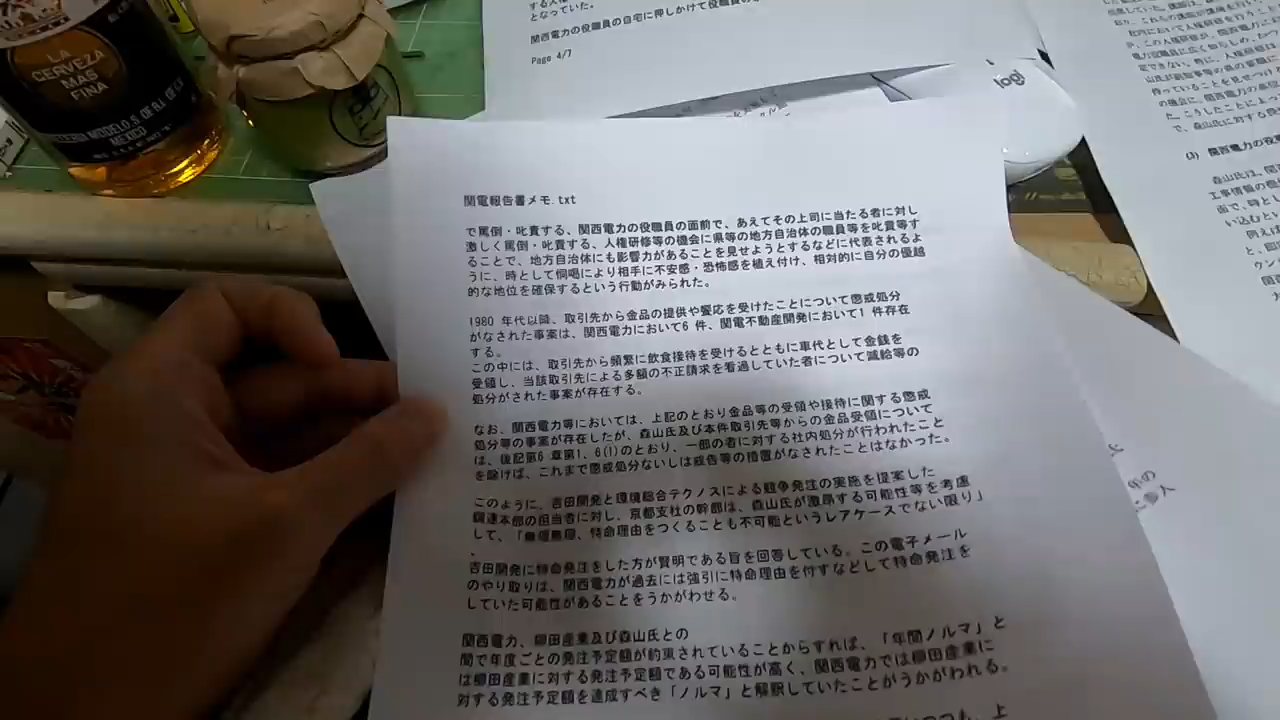 LA
CERVEZA
MAS
FINA
MEXICO
となっていた。
関西電力の役職員の自宅に押しかけて役職員の
Page 4/7
logi
関電報告書メモ.txt
で罵倒・叱責する、関西電力の役職員の面前で、あえてその上司に当たる者に対し
激しく罵倒・叱責する、人権研修等の機会に県等の地方自治体の職員等を叱責等す
ることで、地方自治体にも影響力があることを見せようとするなどに代表されるよ
うに、時として恫喝により相手に不安感・恐怖感を植え付け、相対的に自分の優越
的な地位を確保するという行動がみられた。
1980 年代以降、取引先から金品の提供や饗応を受けたことについて懲戒処分
がなされた事案は、関西電力において6 件、関電不動産開発において1 件存在
する。
この中には、取引先から頻繁に飲食接待を受けるとともに車代として金銭を
受領し、当該取引先による多額の不正請求を看過していた者について減給等の
処分がされた事案が存在する。
なお、関西電力等においては、上記のとおり金品等の受領や接待に関する懲戒
処分等の事案が存在したが、森山氏及び本件取引先等からの金品受領について
は、後記第6 章第1、6(1)のとおり、一部の者に対する社内処分が行われたこと
を除けば、これまで懲戒処分ないしは戒告等の措置がなされたことはなかった。
このように、吉田開発と環境総合テクノスによる競争発注の実施を提案した
調達本部の担当者に対し、京都支社の幹部は、森山氏が激昂する可能性等を考慮
して、「無理無理、特命理由をつくることも不可能というレアケースでない限り」
、
吉田開発に特命発注をした方が賢明である旨を回答している。この電子メール
のやり取りは、関西電力が過去には強引に特命理由を付すなどして特命発注を
していた可能性があることをうかがわせる。
関西電力、柳田産業及び森山氏との
間で年度ごとの発注予定額が約束されていることからすれば、「年間ノルマ」と
は柳田産業に対する発注予定額である可能性が高く、関西電力では柳田産業に
対する発注予定額を達成すべき「ノルマ」と解釈していたことがうかがわれる。
(3) 関西電力の役